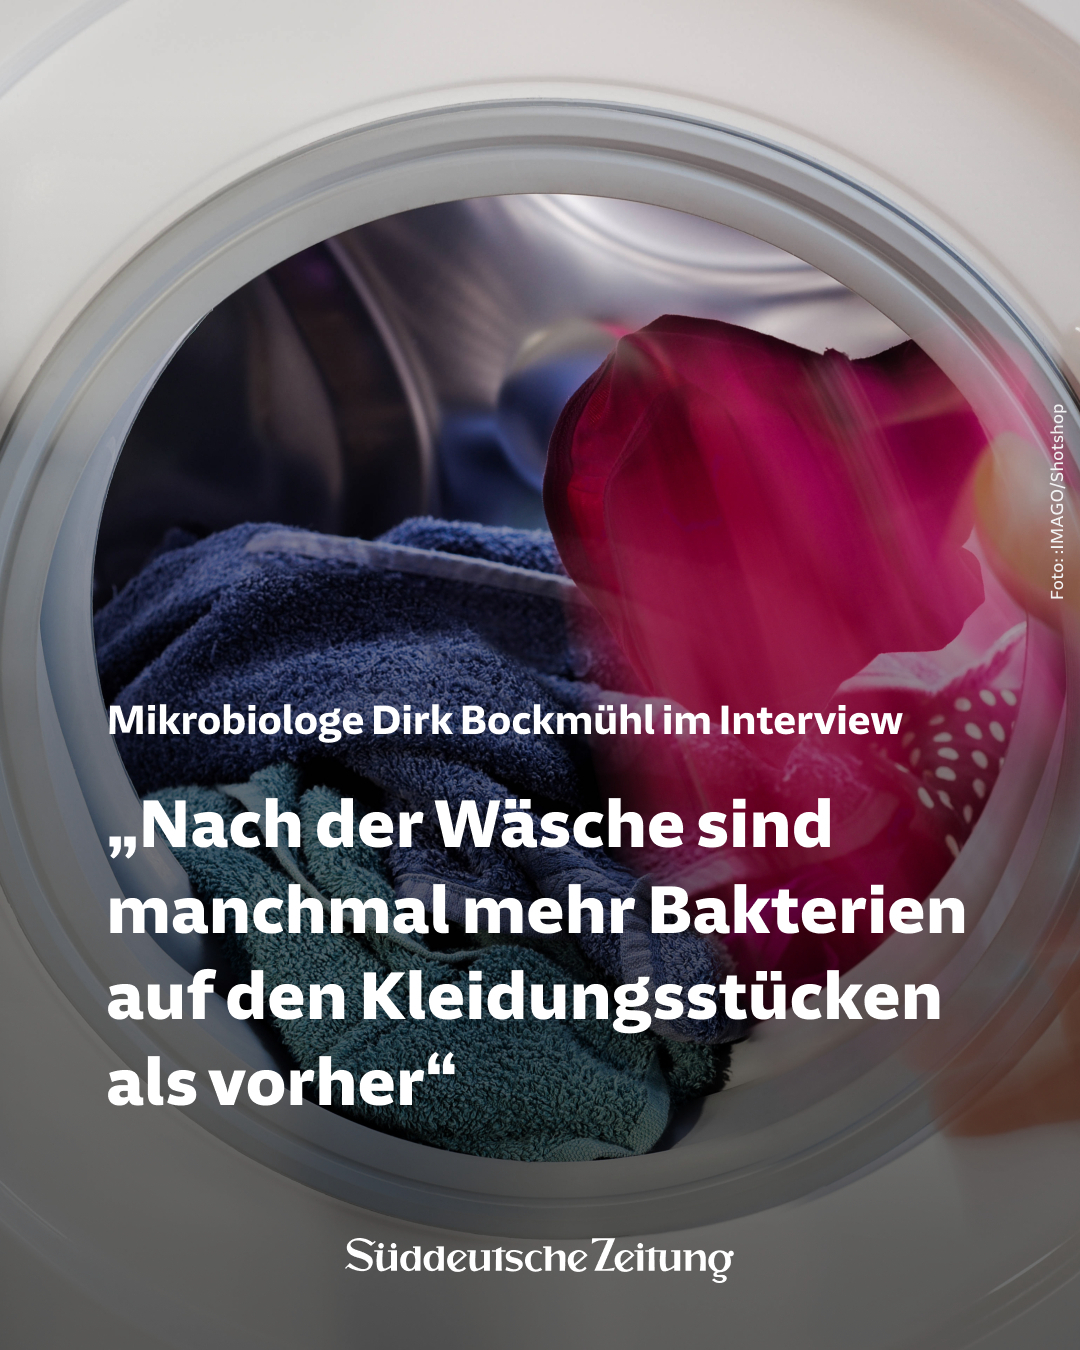 Foto: :IMAGO/Shotshop
Mikrobiologe Dirk Bockmühl im Interview
„Nach der Wäsche sind
manchmal mehr Bakterien
auf den Kleidungsstücken
als vorher“
Süddeutsche Zeitung